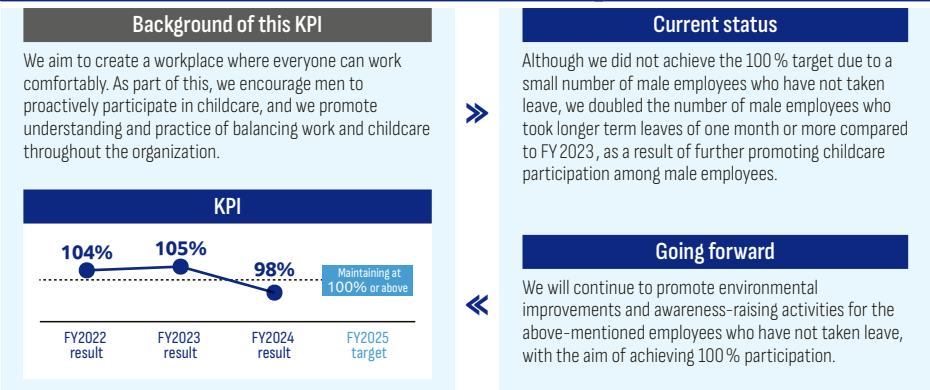 Background of this KPI
We aim to create a workplace where everyone can work
comfortably. As part of this, we encourage men to
proactively participate in childcare, and we promote
understanding and practice of balancing work and childcare
throughout the organization.
KPI
104%
105%
98%
Maintaining at
100% or above
FY2022
result
FY2023
result
FY2024
result
FY2025
target
Current status
Although we did not achieve the 100% target due to a
small number of male employees who have not taken
leave, we doubled the number of male employees who
took longer term leaves of one month or more compared
to FY2023, as a result of further promoting childcare
participation among male employees.
Going forward
We will continue to promote environmental
improvements and awareness-raising activities for the
above-mentioned employees who have not taken leave,
with the aim of achieving 100% participation.